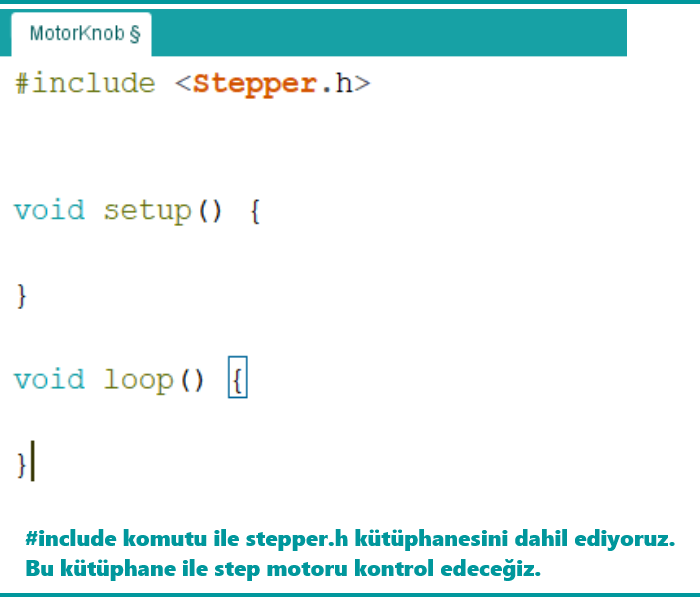 MotorKnob §
#include <Stepper.h>
void setup() {
}
void loop() {
}
#include komutu ile stepper.h kütüphanesini dahil ediyoruz.
Bu kütüphane ile step motoru kontrol edeceğiz.